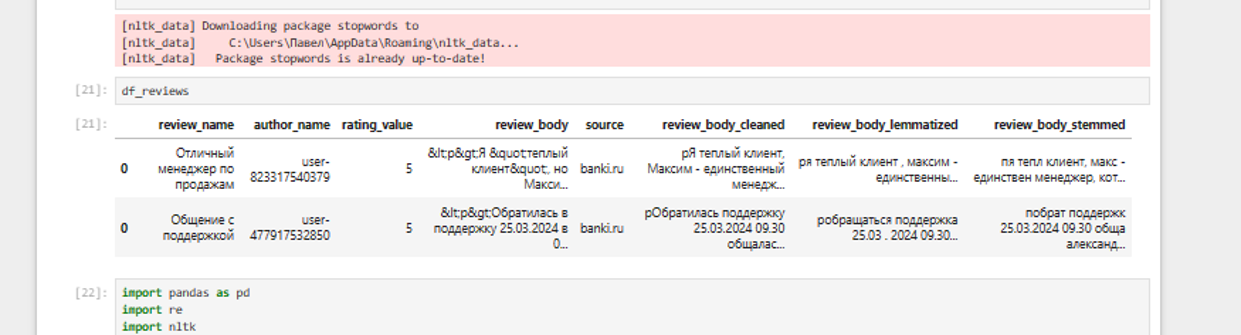 [nltk_data] Downloading package stopwords to
[nltk_data]     C:\Users\Павел\AppData\Roaming\nltk_data...
[nltk_data]   Package stopwords is already up-to-date!
[21]: df_reviews
[21]: review_name author_name rating_value review_body source review_body_cleaned review_body_lemmatized review_body_stemmed
0 Отличный менеджер по продажам user-823317540379 5 &lt;p&gt;Я &quot;теплый клиент&quot;, но Макси... banki.ru рЯ теплый клиент, Максим - единственный менедж... ря теплый клиент , максим - единственны... пя тепл клиент, макс - единствен менеджер, кот...
0 Общение с поддержкой user-477917532850 5 &lt;p&gt;Обратилась в поддержку 25.03.2024 в 0... banki.ru рОбратилась поддержку 25.03.2024 09.30 общалас... робращаться поддержка 25.03 . 2024 09.30... побрат поддержк 25.03.2024 09.30 обща александ...
[22]: import pandas as pd
import re
import nltk